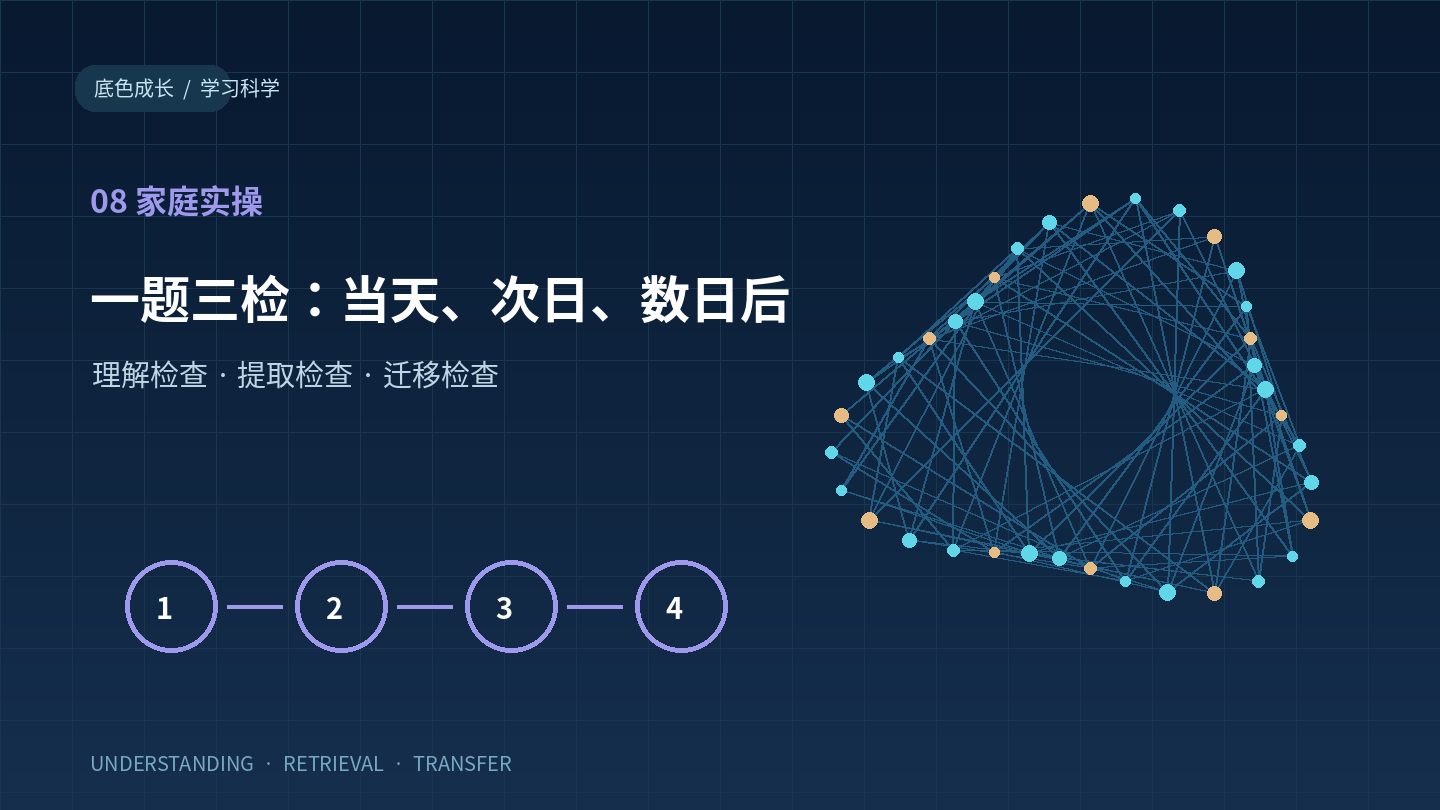 底色成长 / 学习科学
08 家庭实操
一题三检：当天、次日、数日后
理解检查 · 提取检查 · 迁移检查
1 2 3 4
UNDERSTANDING · RETRIEVAL · TRANSFER